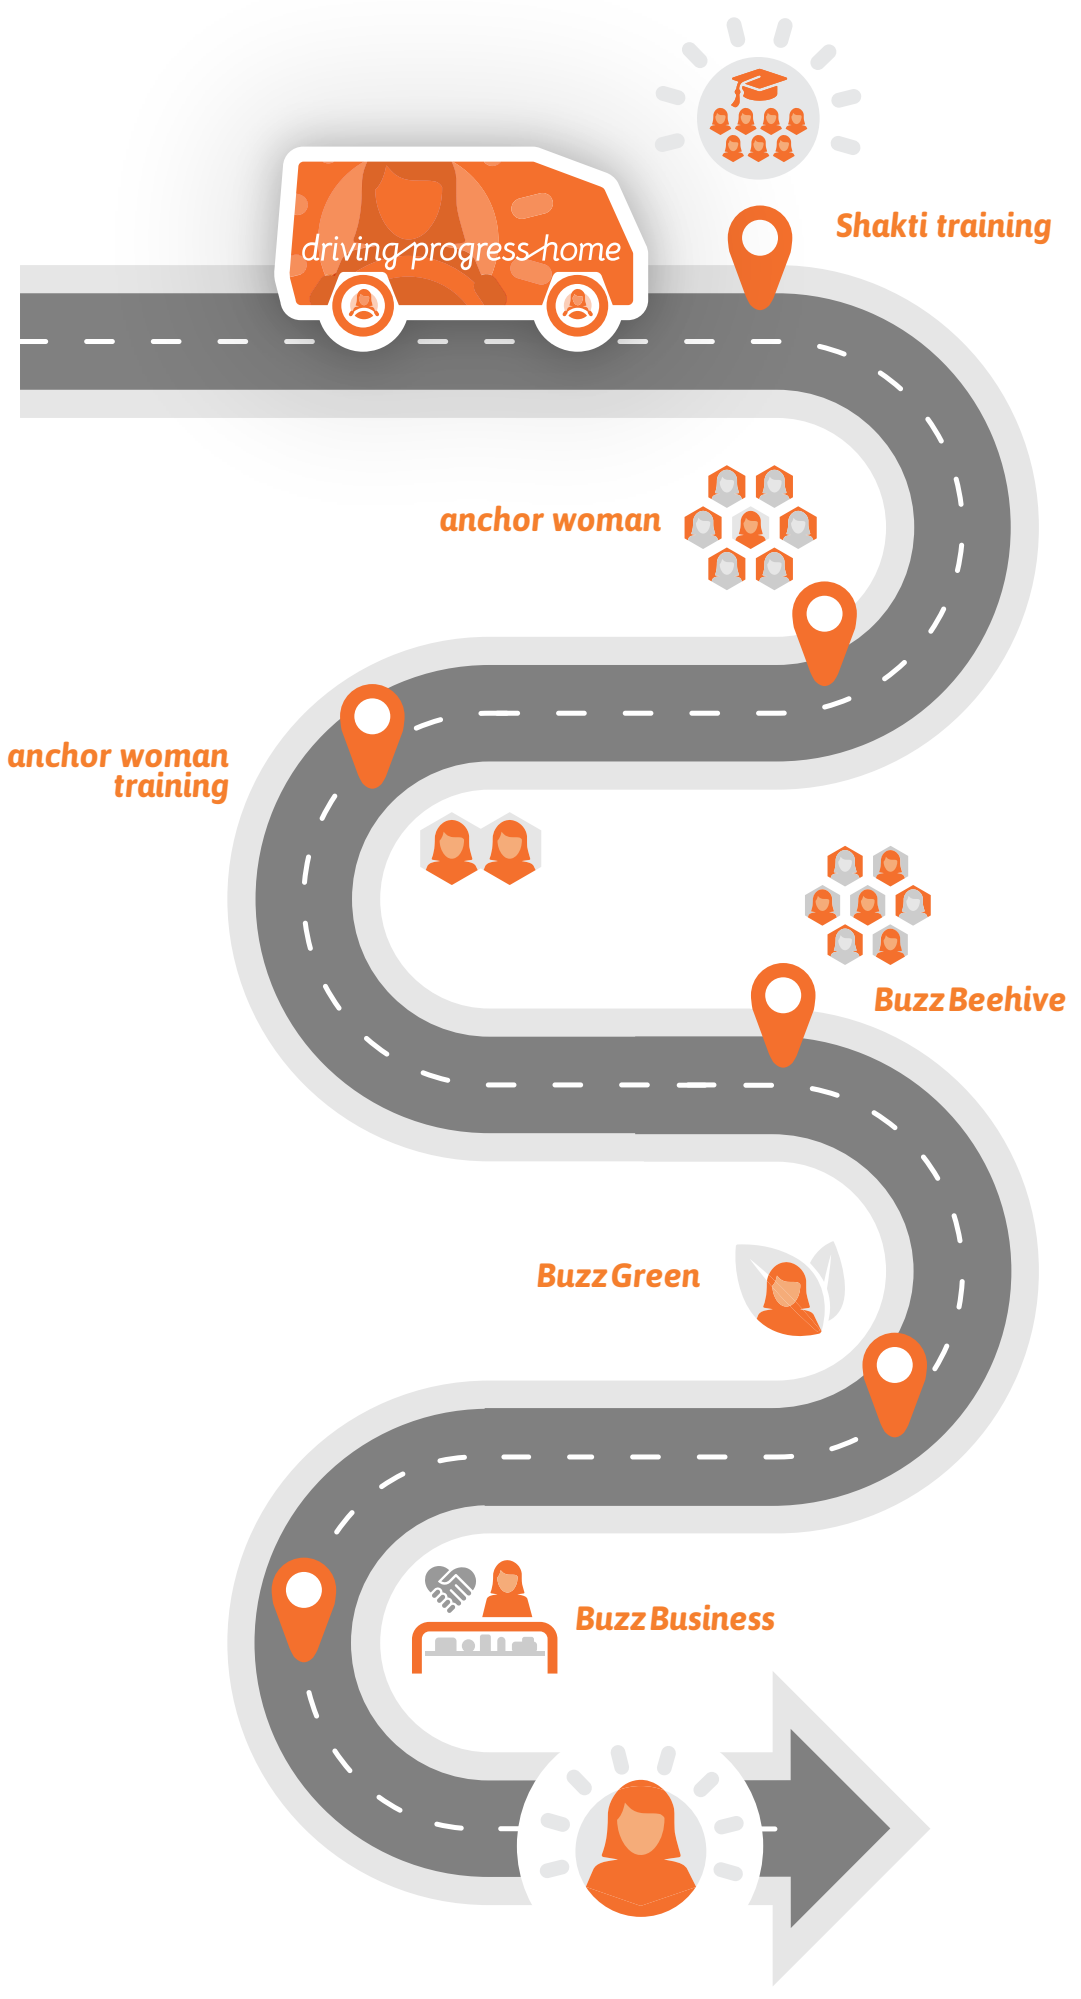 driving progress home
Shakti training
anchor woman
anchor woman
training
Buzz Beehive
Buzz Green
Buzz Business